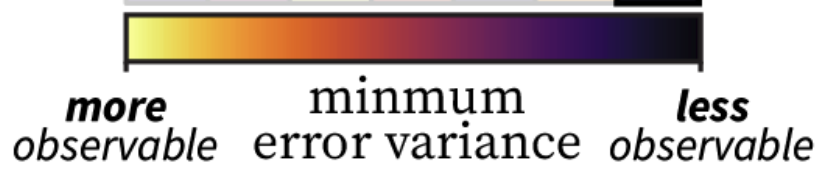 more
observable
minmum
error variance
less
observable